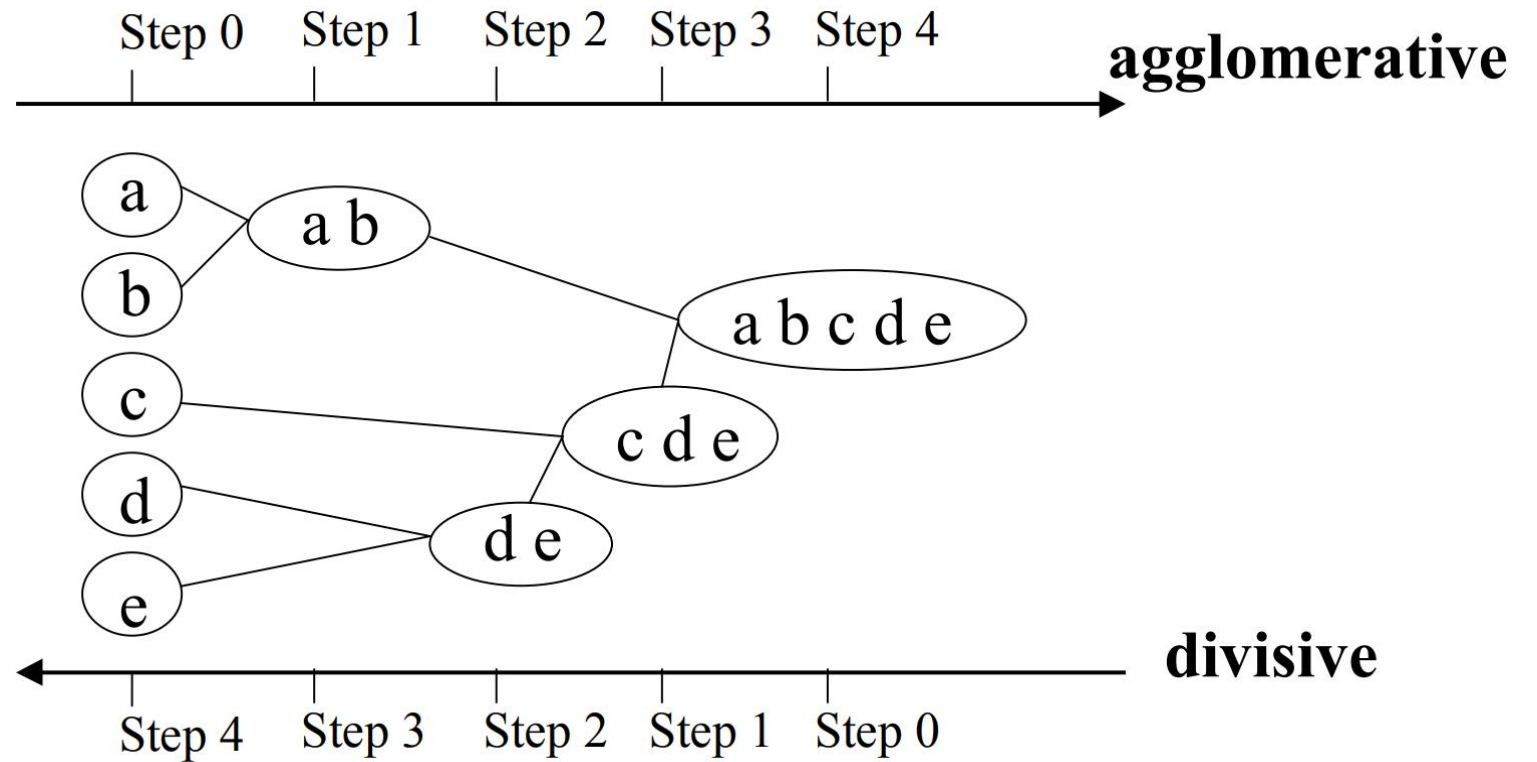 Step 0 Step 1 Step 2 Step 3 Step 4
agglomerative
a
a b
b
a b c d e
c
c d e
d
d e
e
divisive
Step 4 Step 3 Step 2 Step 1 Step 0